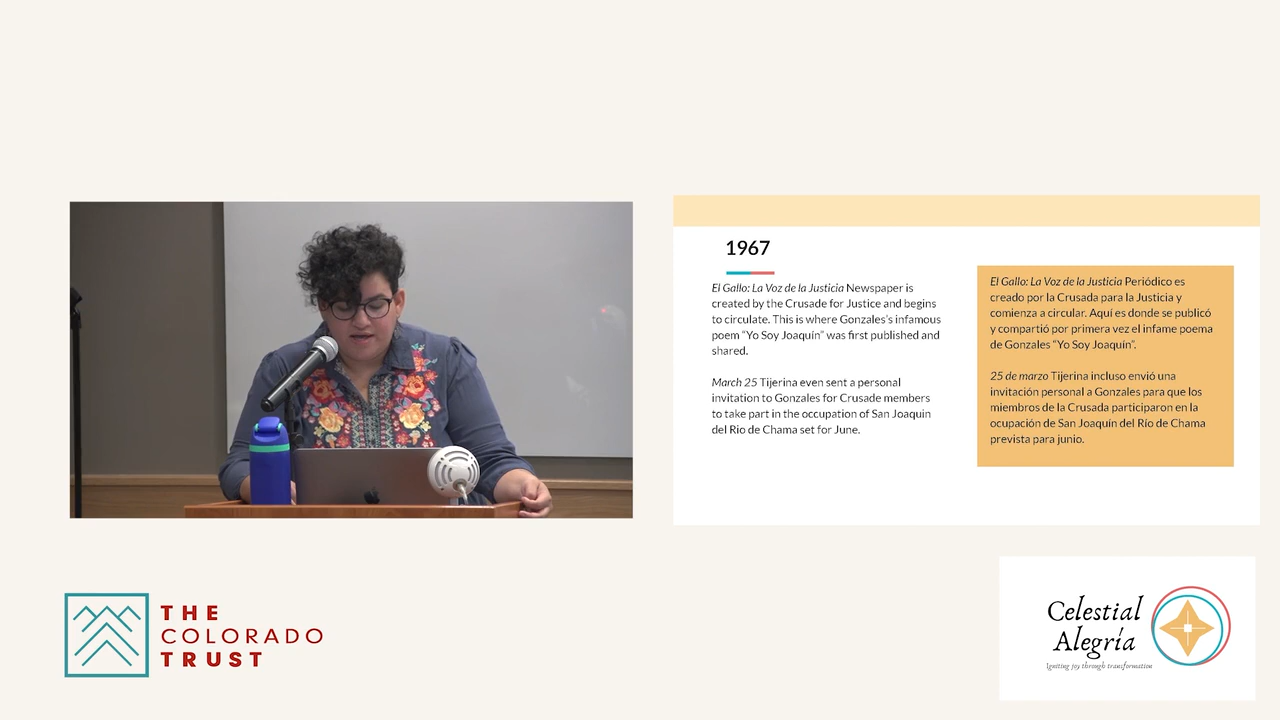 1967
El Gallo: La Voz de la Justicia Newspaper is
created by the Crusade for Justice and begins
to circulate. This is where Gonzales's infamous
poem “Yo Soy Joaquín” was first published and
shared.
March 25 Tijerina even sent a personal
invitation to Gonzales for Crusade members
to take part in the occupation of San Joaquin
del Rio de Chama set for June.
El Gallo: La Voz de la Justicia Periódico es
creado por la Crusada para la Justicia y
comienza a circular. Aquí es donde se publicó
y compartió por primera vez el infame poema
de Gonzales “Yo Soy Joaquín”.
25 de marzo Tijerina incluso envió una
invitación personal a Gonzales para que los
miembros de la Crusada participaron en la
ocupación de San Joaquín del Río de Chama
prevista para junio.
THE
COLORADO
TRUST
Celestial
Alegría
Igniting joy through transformation